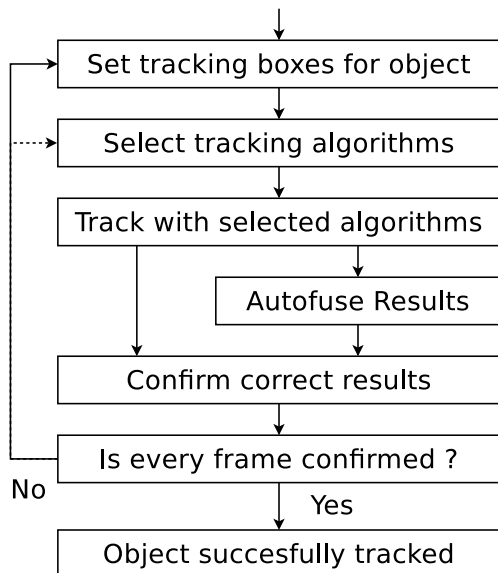 Set tracking boxes for object
Select tracking algorithms
Track with selected algorithms
Autofuse Results
Confirm correct results
Is every frame confirmed ?
No
Yes
Object succesfully tracked